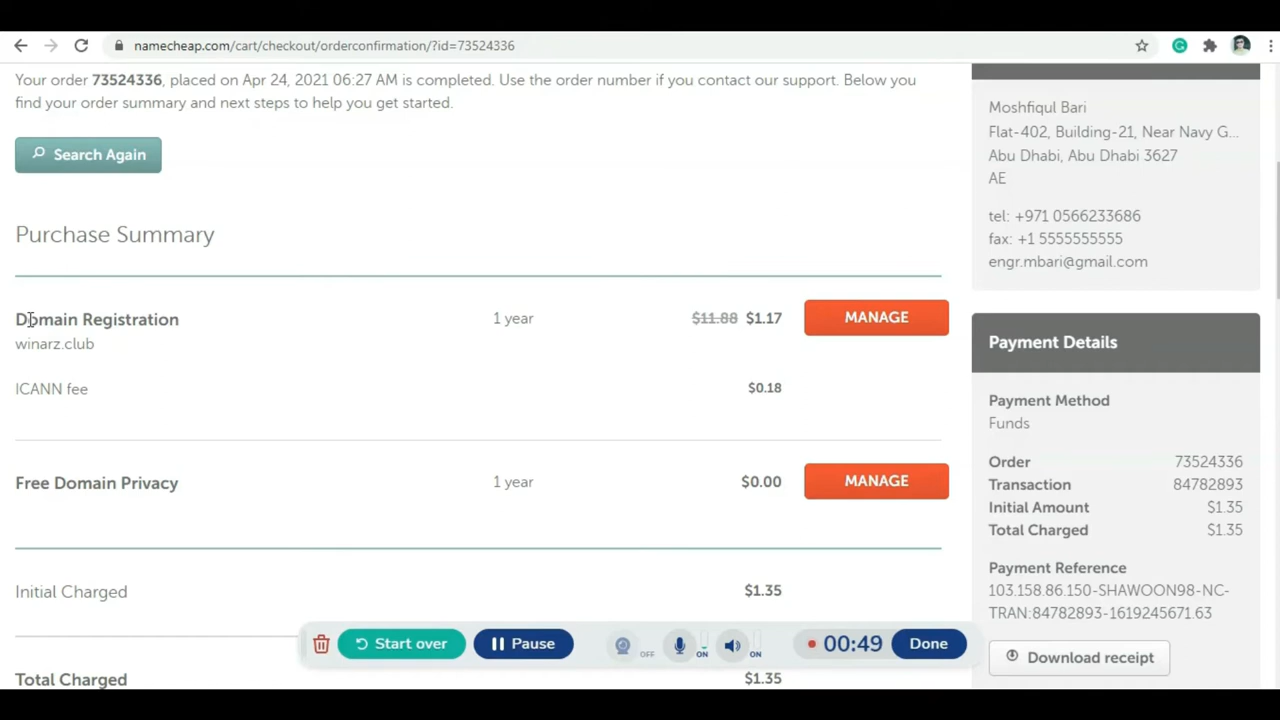 namecheap.com/cart/checkout/orderconfirmation/?id=73524336
Your order 73524336, placed on Apr 24, 2021 06:27 AM is completed. Use the order number if you contact our support. Below you
find your order summary and next steps to help you get started.
Search Again
Purchase Summary
Domain Registration
1 year
$11.88 $1.17
MANAGE
winarz.club
ICANN fee
$0.18
Free Domain Privacy
1 year
$0.00
MANAGE
Initial Charged
$1.35
Total Charged
$1.35
Moshfiqul Bari
Flat-402, Building-21, Near Navy G...
Abu Dhabi, Abu Dhabi 3627
AE
tel: +971 0566233686
fax: +1 5555555555
engr.mbari@gmail.com
Payment Details
Payment Method
Funds
Order 73524336
Transaction 84782893
Initial Amount $1.35
Total Charged $1.35
Payment Reference
103.158.86.150-SHAWOON98-NC-
TRAN:84782893-1619245671.63
Download receipt
Start over
Pause
OFF
ON
ON
00:49
Done